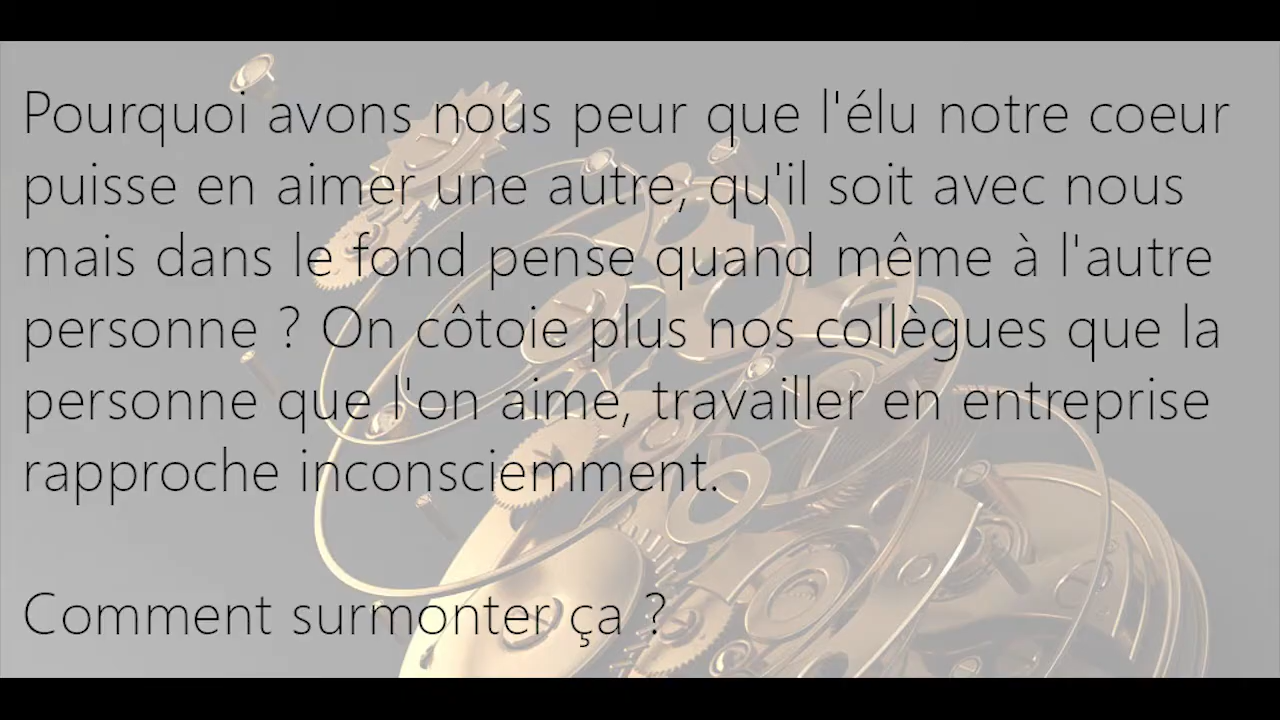 Pourquoi avons nous peur que l'élu notre coeur
puisse en aimer une autre, qu'il soit avec nous
mais dans le fond pense quand même à l'autre
personne ? On côtoie plus nos collègues que la
personne que l'on aime, travailler en entreprise
rapproche inconsciemment.
Comment surmonter ça ?